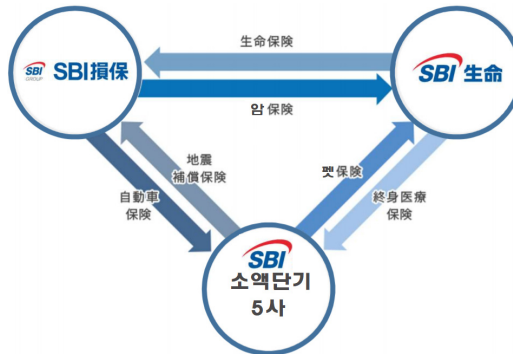 生命保険
SBI
GROUP
SBI損保
SBI生命
암保険
地震
補償保険
펫保険
自動車
保険
終身医療
保険
SBI
소액단기
5사